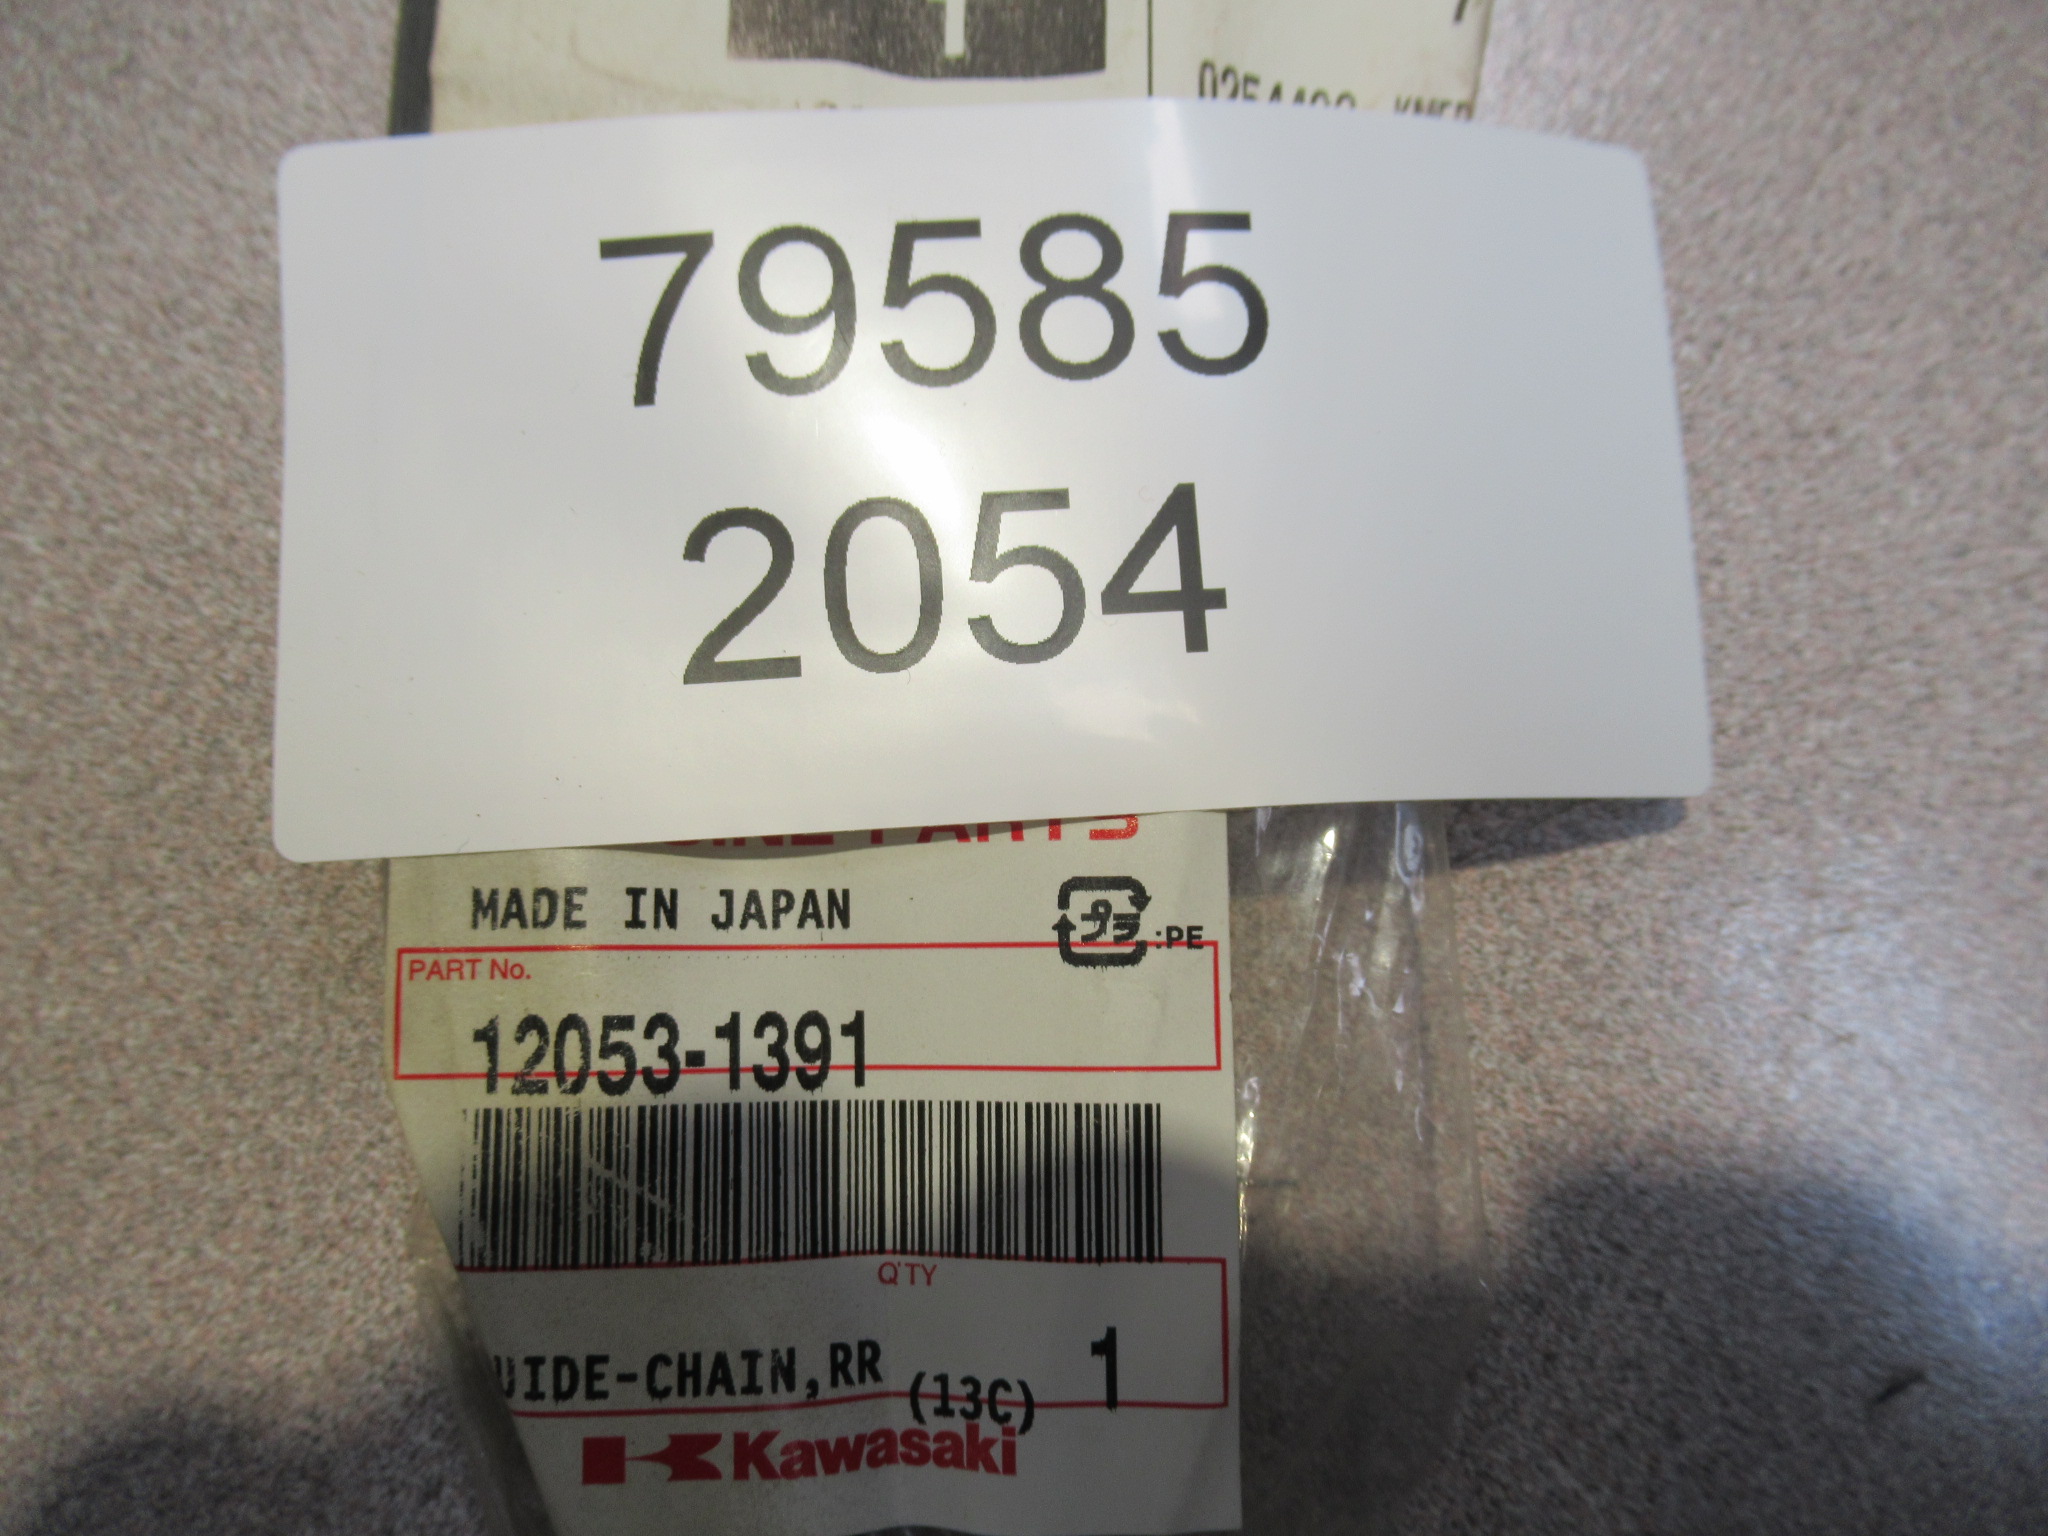 79585
2054
PARTS
MADE IN JAPAN
プラ :PE
PART No.
12053-1391
Q'TY
UIDE-CHAIN,RR (13C) 1
Kawasaki